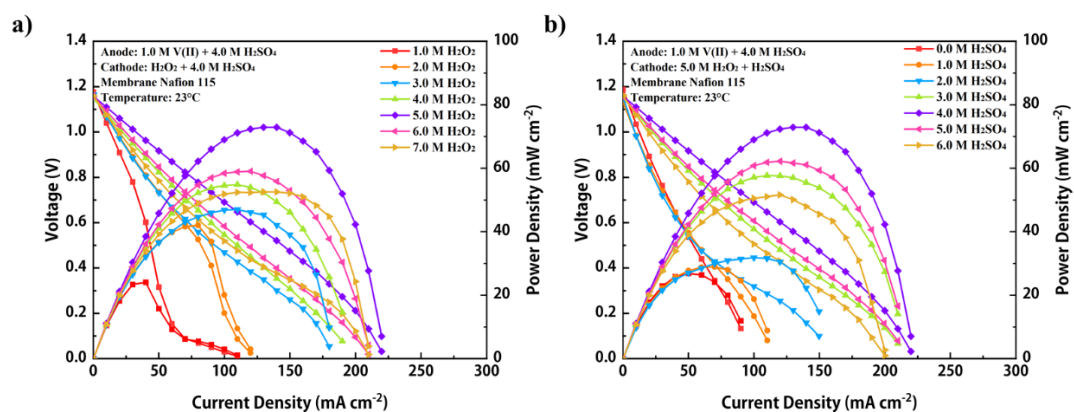 a)
Anode: 1.0 M V(II) + 4.0 M H₂SO₄
Cathode: H₂O₂ + 4.0 M H₂SO₄
Membrane Nafion 115
Temperature: 23°C
1.0 M H₂O₂
2.0 M H₂O₂
3.0 M H₂O₂
4.0 M H₂O₂
5.0 M H₂O₂
6.0 M H₂O₂
7.0 M H₂O₂
Voltage (V)
1.4
1.2
1.0
0.8
0.6
0.4
0.2
0.0
0 50 100 150 200 250 300
Current Density (mA cm⁻²)
100
80
60
40
20
0
Power Density (mW cm⁻²)
b)
Anode: 1.0 M V(II) + 4.0 M H₂SO₄
Cathode: 5.0 M H₂O₂ + H₂SO₄
Membrane Nafion 115
Temperature: 23°C
0.0 M H₂SO₄
1.0 M H₂SO₄
2.0 M H₂SO₄
3.0 M H₂SO₄
4.0 M H₂SO₄
5.0 M H₂SO₄
6.0 M H₂SO₄
Voltage (V)
1.4
1.2
1.0
0.8
0.6
0.4
0.2
0.0
0 50 100 150 200 250 300
Current Density (mA cm⁻²)
100
80
60
40
20
0
Power Density (mW cm⁻²)